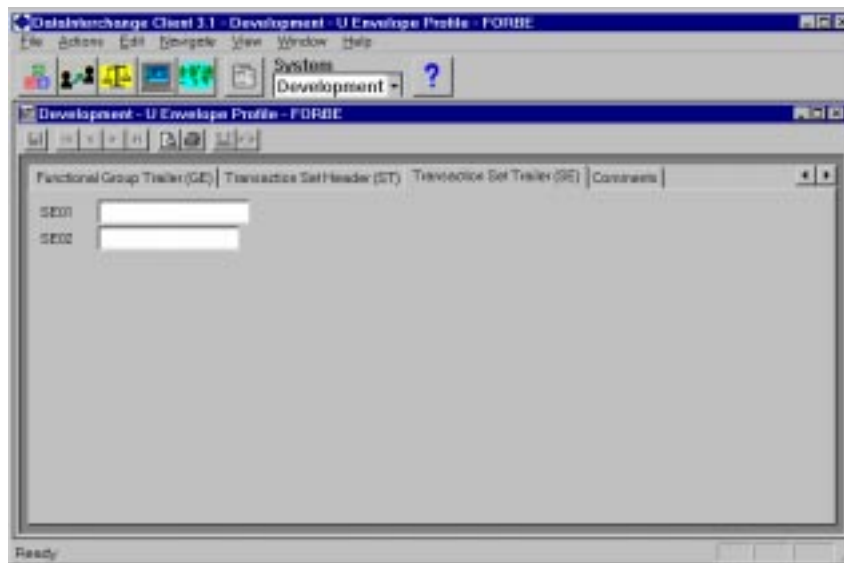 DataInterchange Client 3.1 - Development - U Envelope Profile - FORBE
File Actions Edit Navigate View Window Help
System
Development
?
Development - U Envelope Profile - FORBE
Functional Group Trailer (GE) Transaction Set Header (ST) Transaction Set Trailer (SE) Comments
SE01
SE02
Ready